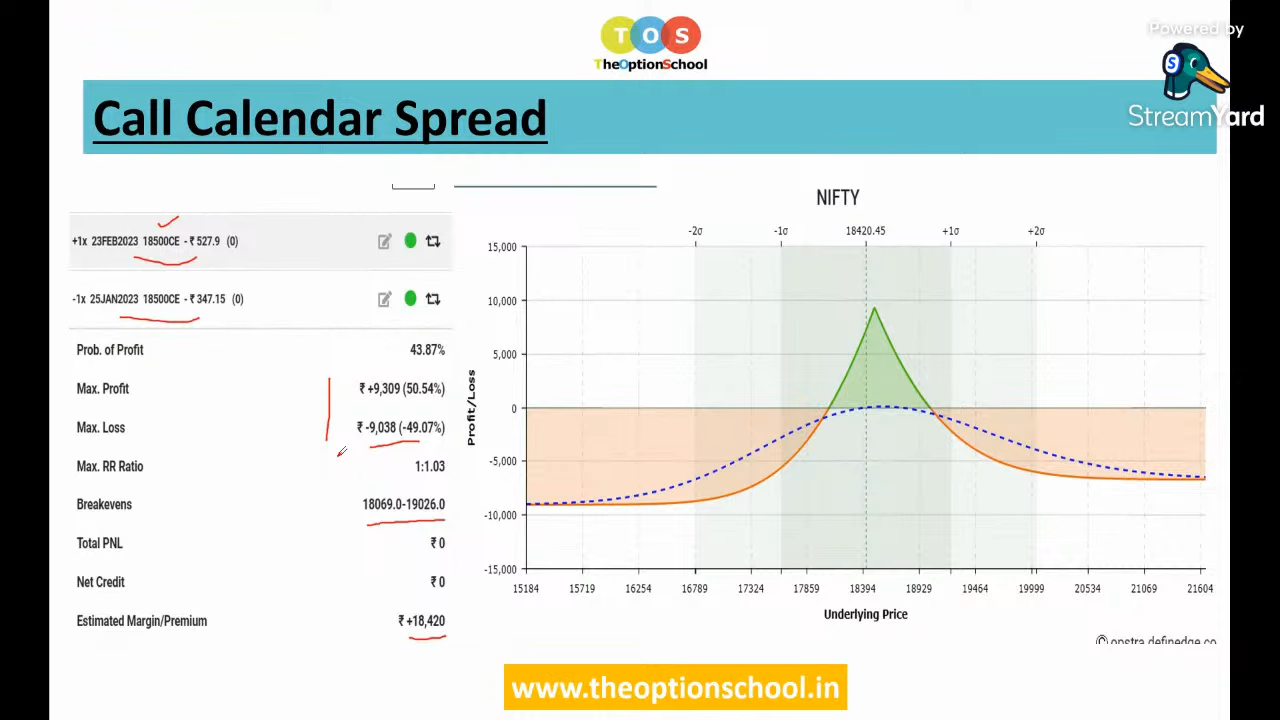 T O S
TheOptionSchool
Powered by
S
StreamYard
Call Calendar Spread
+1x 23FEB2023 18500CE - ₹ 527.9 (0)
-1x 25JAN2023 18500CE - ₹ 347.15 (0)
Prob. of Profit 43.87%
Max. Profit ₹ +9,309 (50.54%)
Max. Loss ₹ -9,038 (-49.07%)
Max. RR Ratio 1:1.03
Breakevens 18069.0-19026.0
Total PNL ₹ 0
Net Credit ₹ 0
Estimated Margin/Premium ₹ +18,420
NIFTY
-2σ -1σ 18420.45 +1σ +2σ
15,000
10,000
5,000
0
-5,000
-10,000
-15,000
Profit/Loss
15184 15719 16254 16789 17324 17859 18394 18929 19464 19999 20534 21069 21604
Underlying Price
© opstra.definedge.co
www.theoptionschool.in